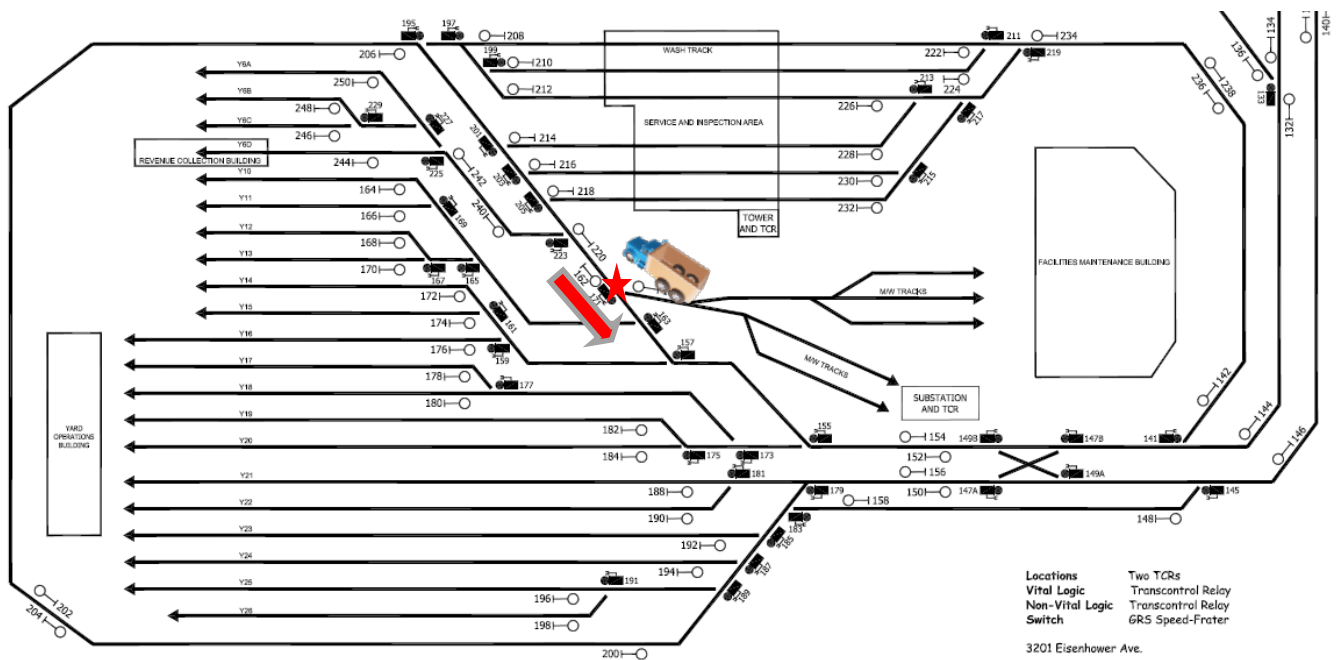 195
197
208
206
199
210
212
WASH TRACK
222
211
234
219
134
136
140
133
132
236
238
Y6A
250
Y6B
248
229
Y6C
246
227
Y6D
244
225
242
REVENUE COLLECTION BUILDING
201
203
205
214
216
218
SERVICE AND INSPECTION AREA
213
224
226
217
228
230
215
232
TOWER
AND TCR
Y10
164
Y11
166
169
240
223
220
162
171
163
157
Y12
168
Y13
170
167
165
Y14
172
Y15
174
161
Y16
176
159
Y17
178
177
Y18
180
Y19
182
Y20
184
175
173
181
FACILITIES MAINTENANCE BUILDING
M/W TRACKS
M/W TRACKS
SUBSTATION
AND TCR
142
144
146
YARD
OPERATIONS
BUILDING
155
154
149B
147B
141
152
156
149A
150
147A
145
158
148
Y21
188
179
Y22
190
183
Y23
192
185
Y24
194
187
Y25
196
191
189
Y26
198
200
202
204
Locations Two TCRs
Vital Logic Transcontrol Relay
Non-Vital Logic Transcontrol Relay
Switch GRS Speed-Frater
3201 Eisenhower Ave.